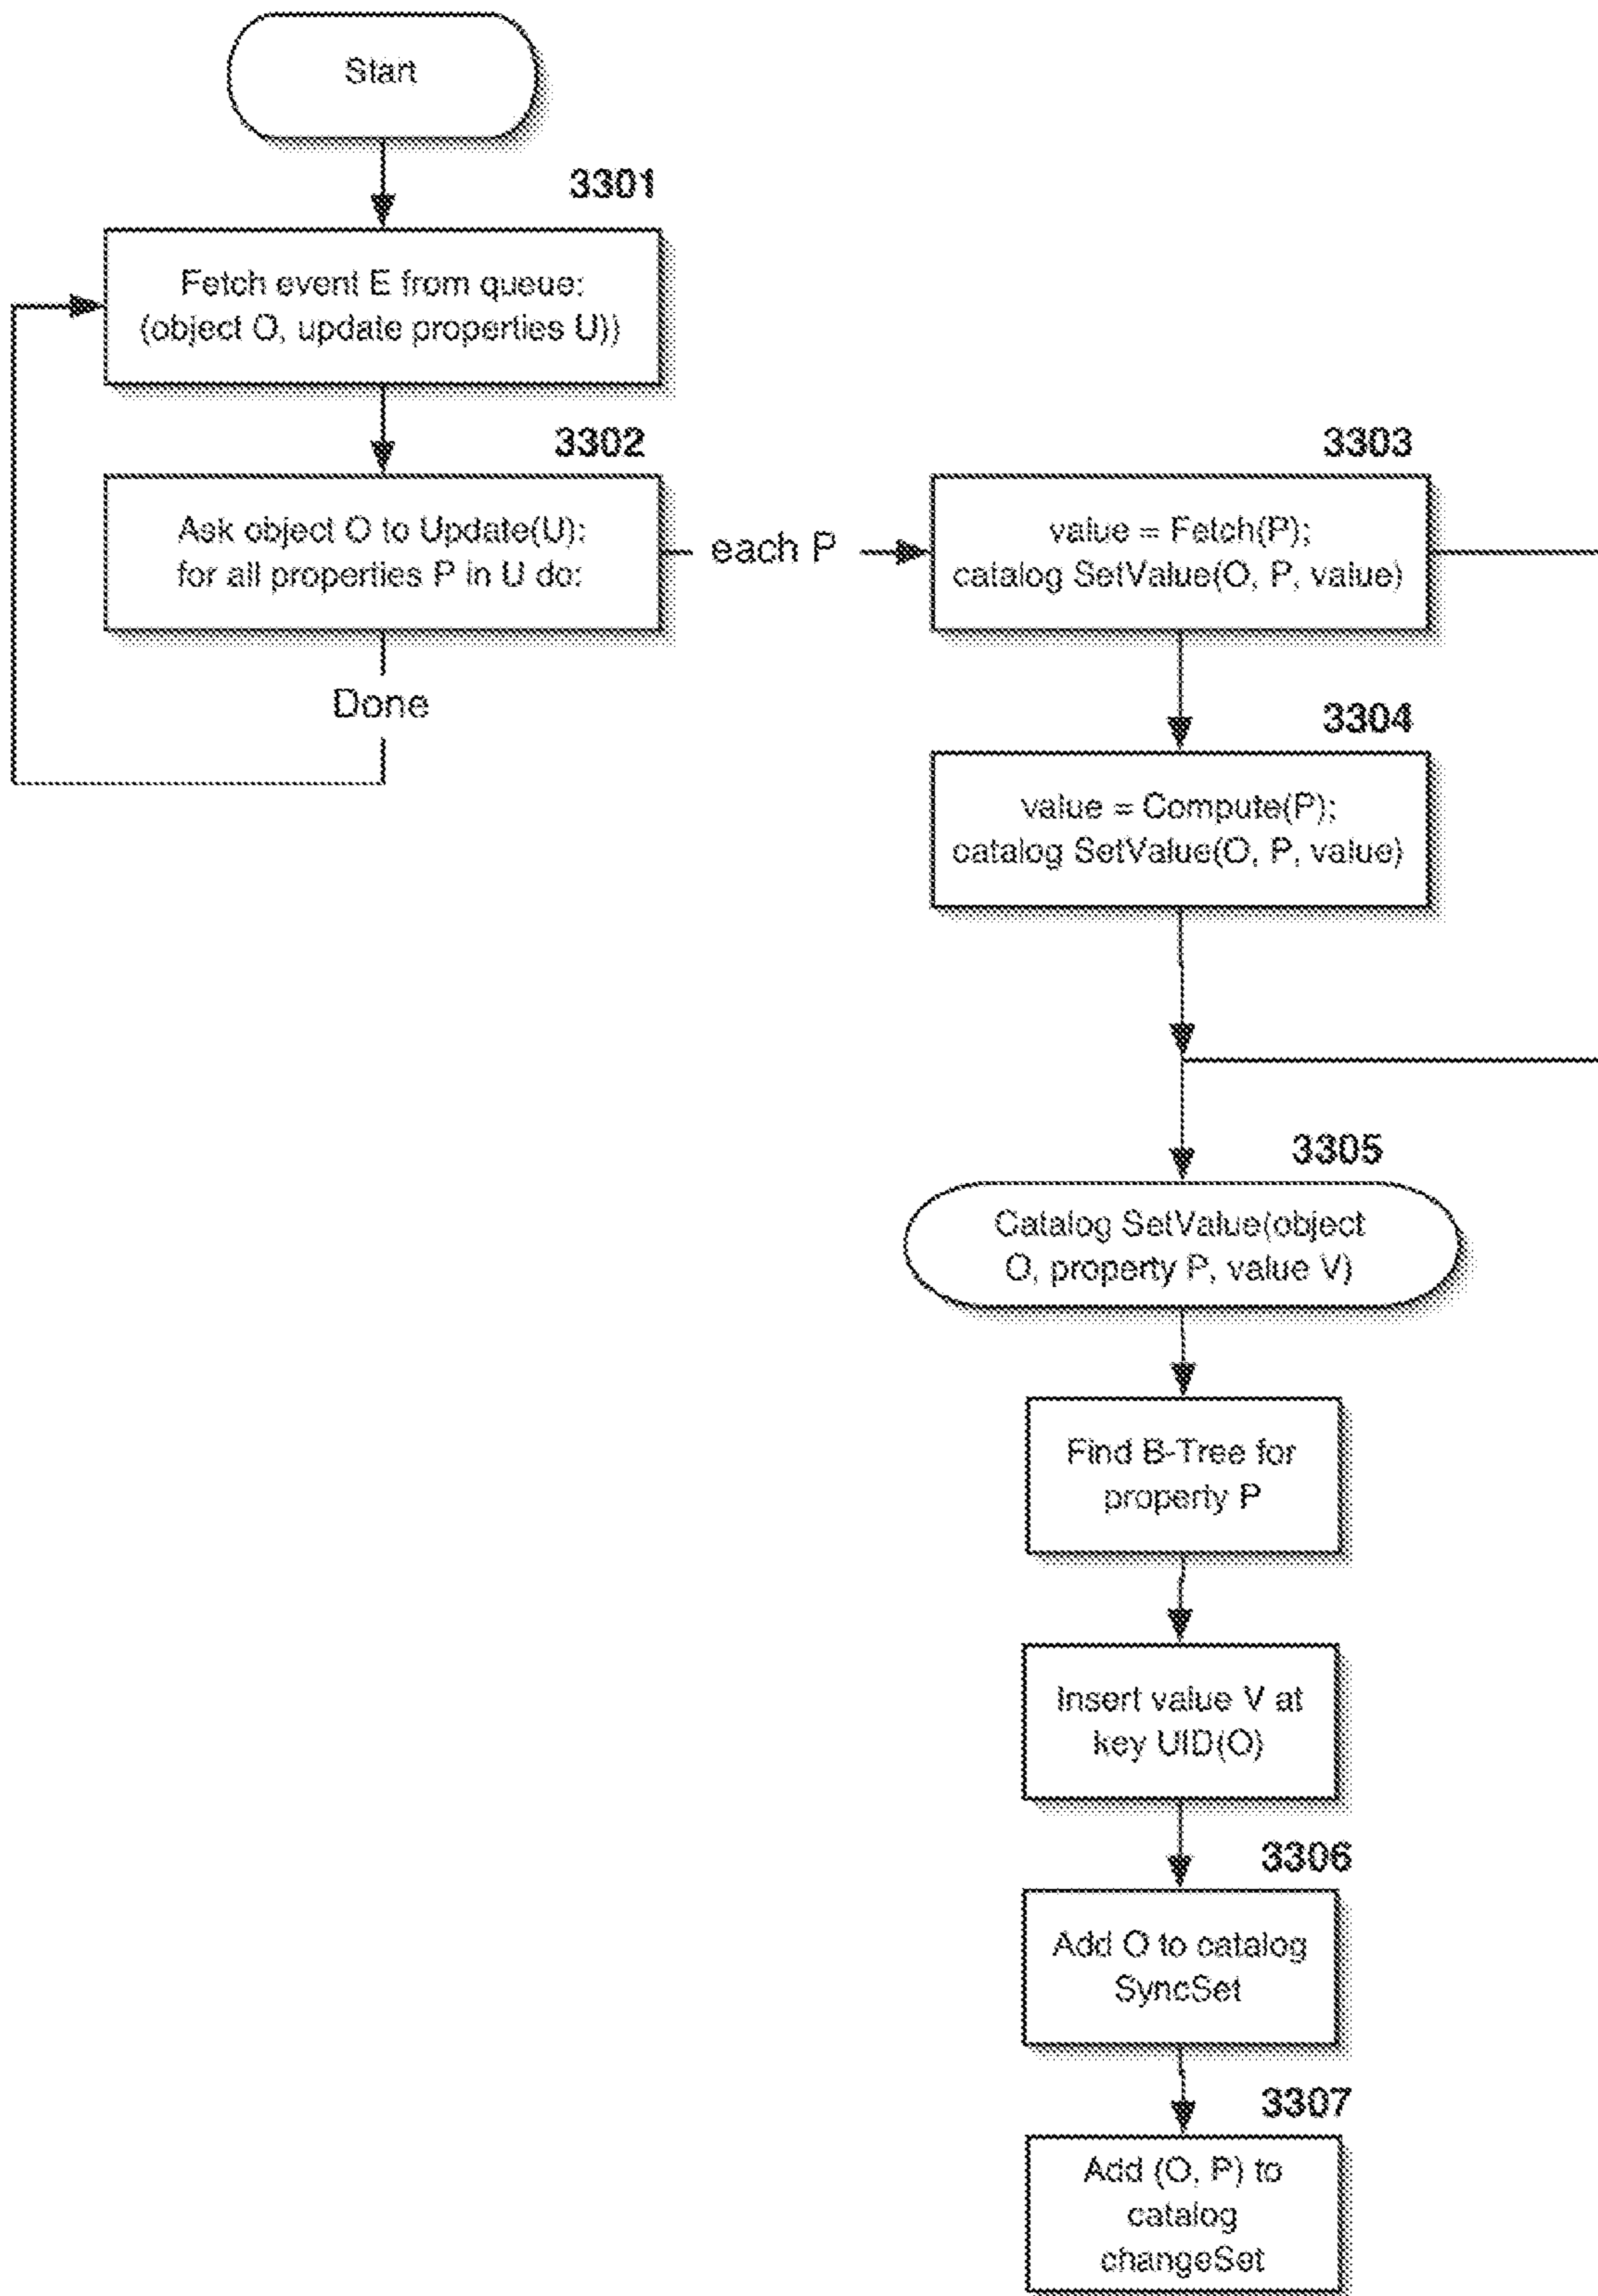 Start
3301
Fetch event E from queue:
(object O, update properties U))
3302
Ask object O to Update(U):
for all properties P in U do:
each P
Done
3303
value = Fetch(P);
catalog SetValue(O, P, value)
3304
value = Compute(P);
catalog SetValue(O, P, value)
3305
Catalog SetValue(object
O, property P, value V)
Find B-Tree for
property P
Insert value V at
key UID(O)
3306
Add O to catalog
SyncSet
3307
Add (O, P) to
catalog
changeSet